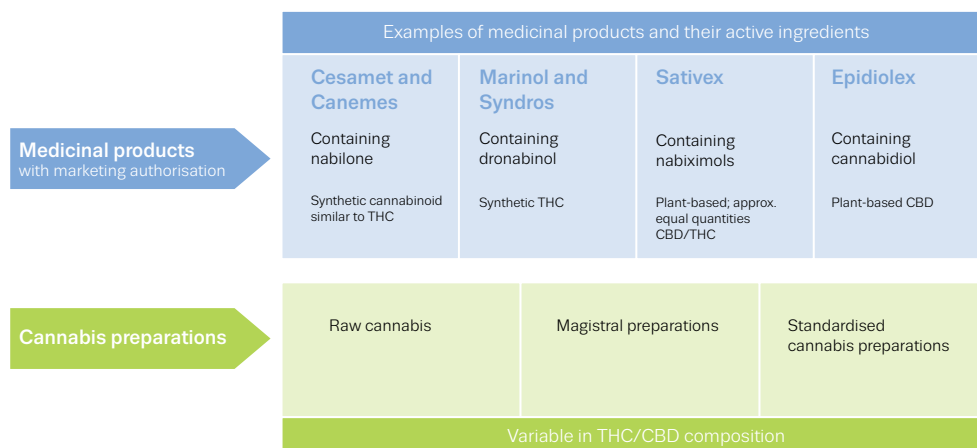 Examples of medicinal products and their active ingredients
Medicinal products
with marketing authorisation
Cesamet and
Canemes
Containing
nabilone
Synthetic cannabinoid
similar to THC
Marinol and
Syndros
Containing
dronabinol
Synthetic THC
Sativex
Containing
nabiximols
Plant-based; approx.
equal quantities
CBD/THC
Epidiolex
Containing
cannabidiol
Plant-based CBD
Cannabis preparations
Raw cannabis
Magistral preparations
Standardised
cannabis preparations
Variable in THC/CBD composition